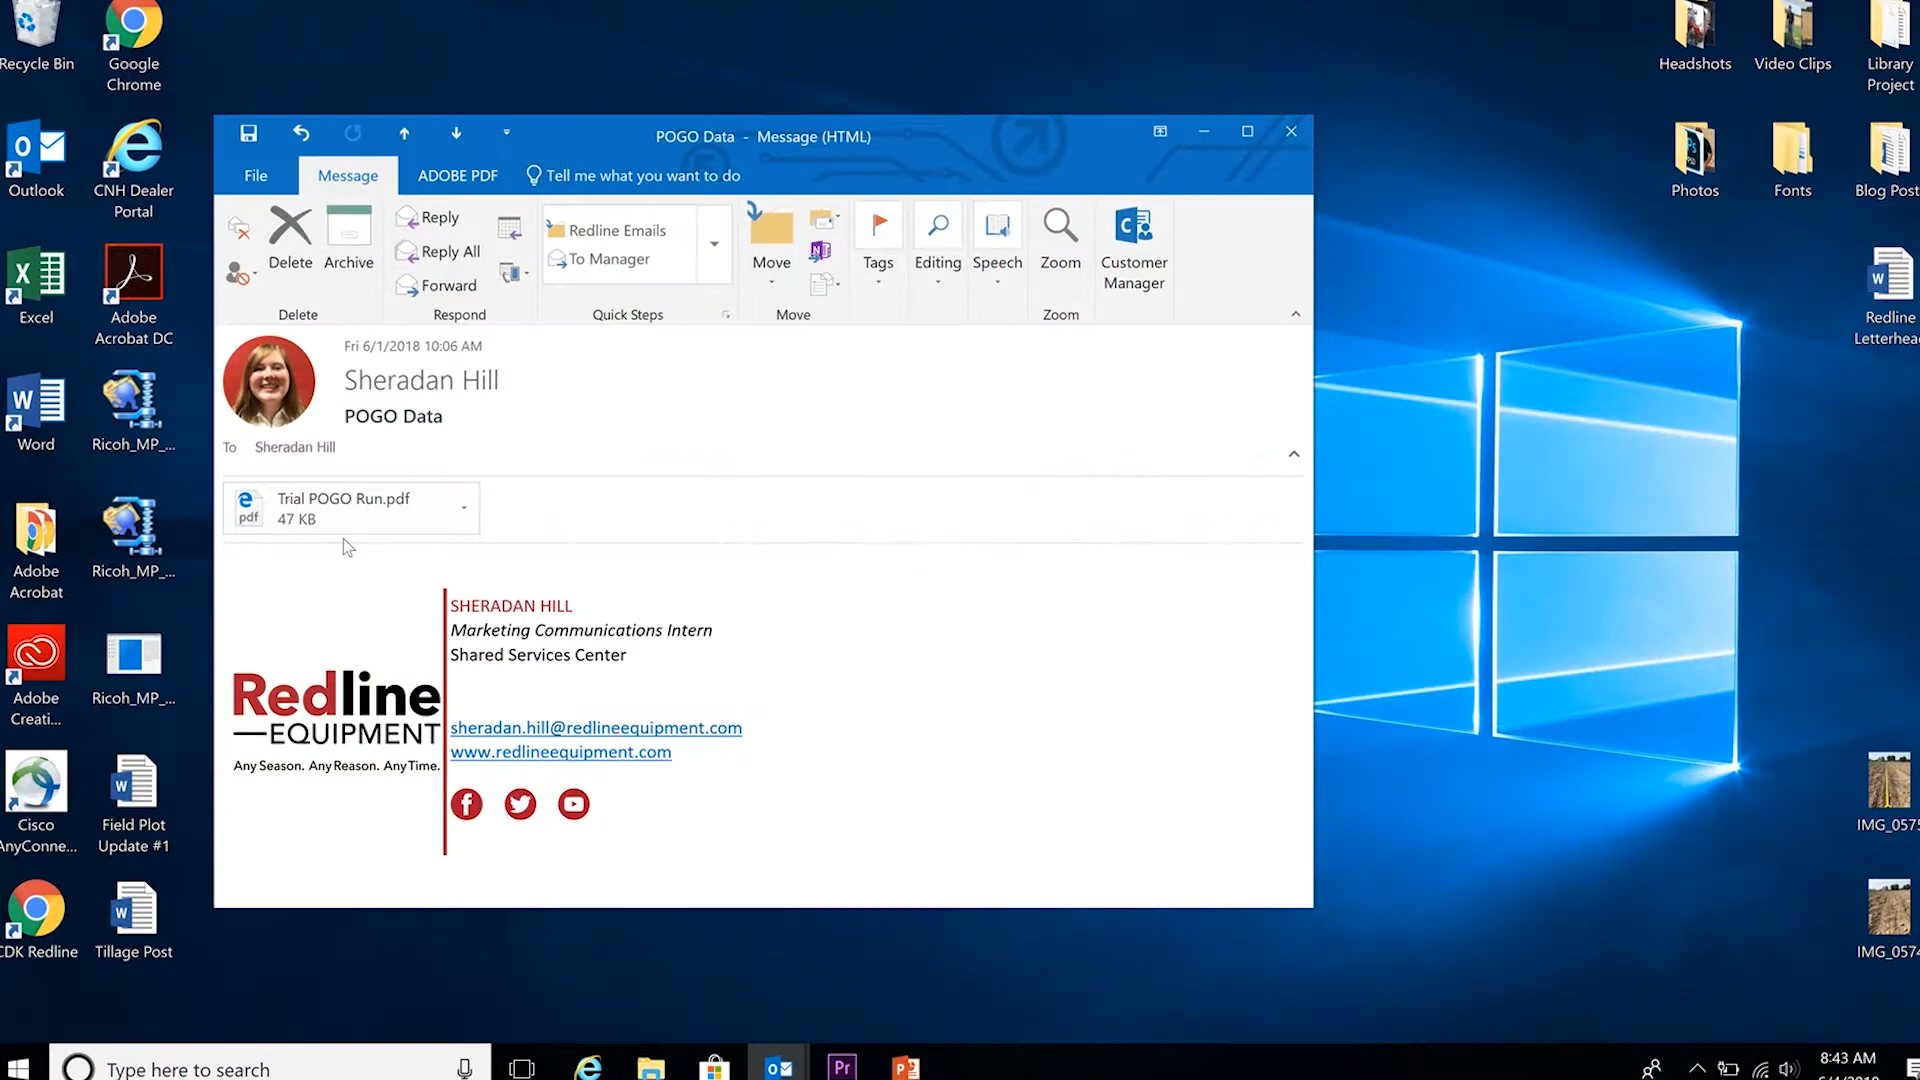 Recycle Bin
Google
Chrome
Headshots
Video Clips
Library
Project
Outlook
CNH Dealer
Portal
Photos
Fonts
Blog Post
Excel
Adobe
Acrobat DC
Redline
Letterhead
Word
Ricoh_MP_...
Adobe
Acrobat
Ricoh_MP_...
Adobe
Creati...
Ricoh_MP_...
Cisco
AnyConne...
Field Plot
Update #1
IMG_0575
CDK Redline
Tillage Post
IMG_0574
POGO Data - Message (HTML)
File
Message
ADOBE PDF
Tell me what you want to do
Delete
Archive
Reply
Reply All
Forward
Redline Emails
To Manager
Move
Tags
Editing
Speech
Zoom
Customer
Manager
Delete
Respond
Quick Steps
Move
Zoom
Fri 6/1/2018 10:06 AM
Sheradan Hill
POGO Data
To Sheradan Hill
pdf
Trial POGO Run.pdf
47 KB
SHERADAN HILL
Marketing Communications Intern
Shared Services Center
Redline
EQUIPMENT
Any Season. Any Reason. Any Time.
sheradan.hill@redlineequipment.com
www.redlineequipment.com
Type here to search
Pr
8:43 AM